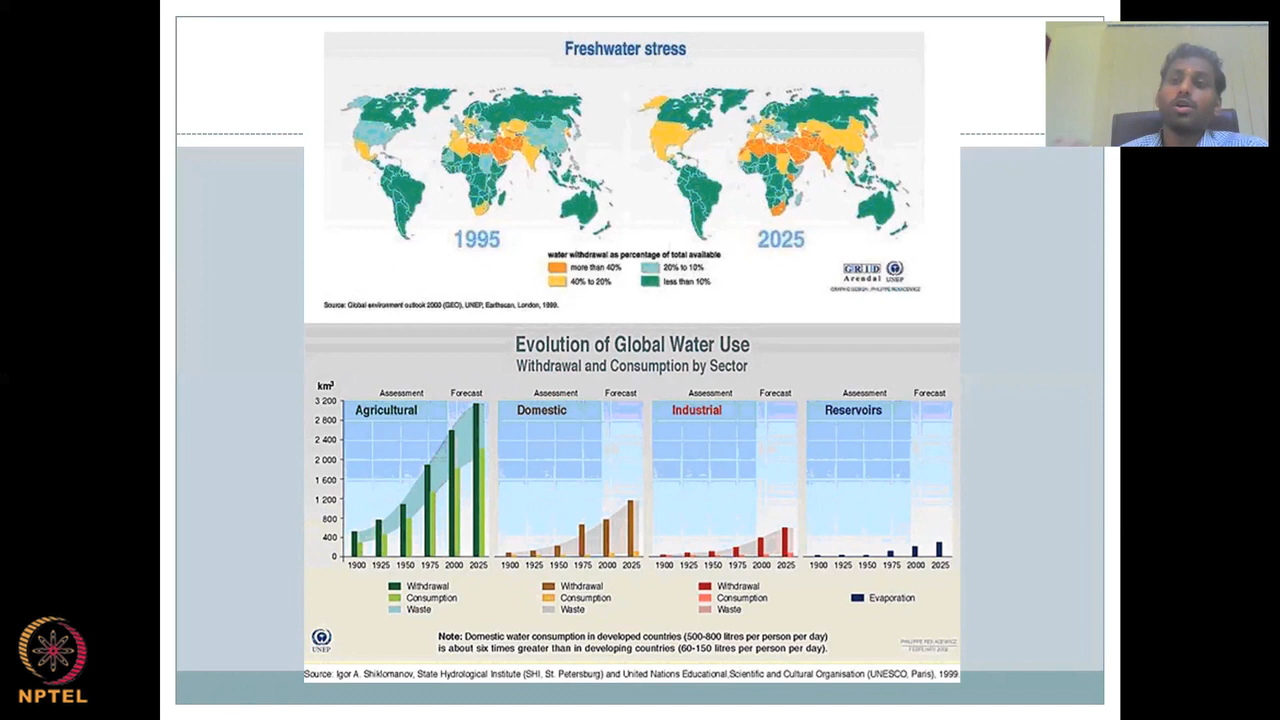 Freshwater stress
1995
2025
water withdrawal as percentage of total available
more than 40%
20% to 10%
40% to 20%
less than 10%
GRID
Arendal
UNEP
Source: Global environment outlook 2000 (GEO), UNEP, Earthscan, London, 1999.
Evolution of Global Water Use
Withdrawal and Consumption by Sector
km³
Assessment Forecast Assessment Forecast Assessment Forecast Assessment Forecast
Agricultural Domestic Industrial Reservoirs
3 200
2 800
2 400
2 000
1 600
1 200
800
400
0
1900 1925 1950 1975 2000 2025 1900 1925 1950 1975 2000 2025 1900 1925 1950 1975 2000 2025 1900 1925 1950 1975 2000 2025
Withdrawal Withdrawal Withdrawal
Consumption Consumption Consumption Evaporation
Waste Waste Waste
UNEP
Note: Domestic water consumption in developed countries (500-800 litres per person per day)
is about six times greater than in developing countries (60-150 litres per person per day).
Source: Igor A. Shiklomanov, State Hydrological Institute (SHI, St. Petersburg) and United Nations Educational, Scientific and Cultural Organisation (UNESCO, Paris), 1999
NPTEL